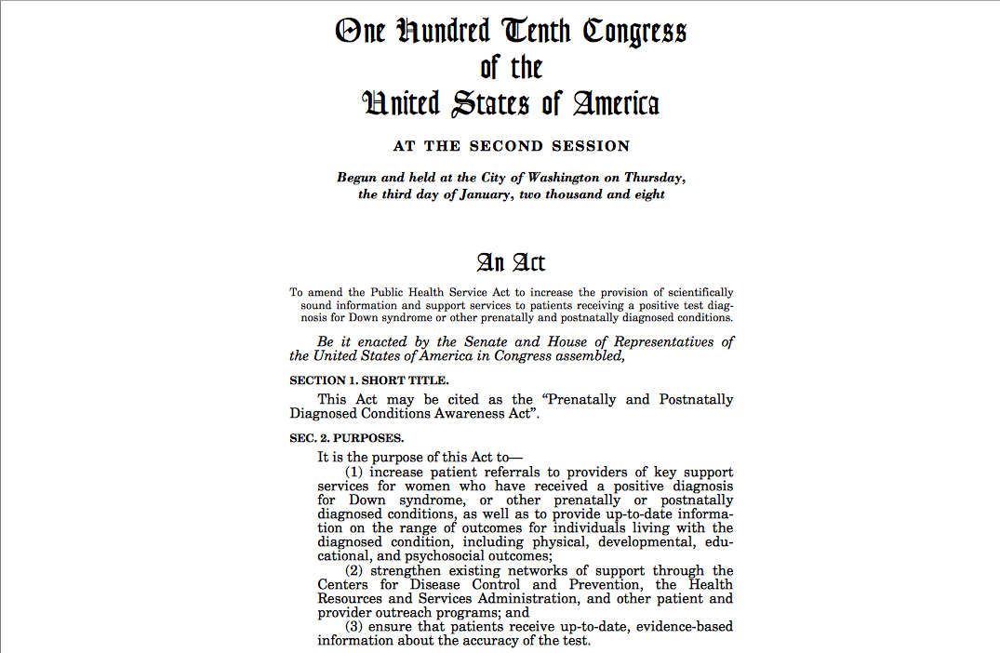 One Hundred Tenth Congress
of the
United States of America
AT THE SECOND SESSION
Begun and held at the City of Washington on Thursday,
the third day of January, two thousand and eight
An Act
To amend the Public Health Service Act to increase the provision of scientifically
sound information and support services to patients receiving a positive test diag-
nosis for Down syndrome or other prenatally and postnatally diagnosed conditions.
Be it enacted by the Senate and House of Representatives of
the United States of America in Congress assembled,
SECTION 1. SHORT TITLE.
This Act may be cited as the “Prenatally and Postnatally
Diagnosed Conditions Awareness Act”.
SEC. 2. PURPOSES.
It is the purpose of this Act to—
(1) increase patient referrals to providers of key support
services for women who have received a positive diagnosis
for Down syndrome, or other prenatally or postnatally
diagnosed conditions, as well as to provide up-to-date informa-
tion on the range of outcomes for individuals living with the
diagnosed condition, including physical, developmental, edu-
cational, and psychosocial outcomes;
(2) strengthen existing networks of support through the
Centers for Disease Control and Prevention, the Health
Resources and Services Administration, and other patient and
provider outreach programs; and
(3) ensure that patients receive up-to-date, evidence-based
information about the accuracy of the test.